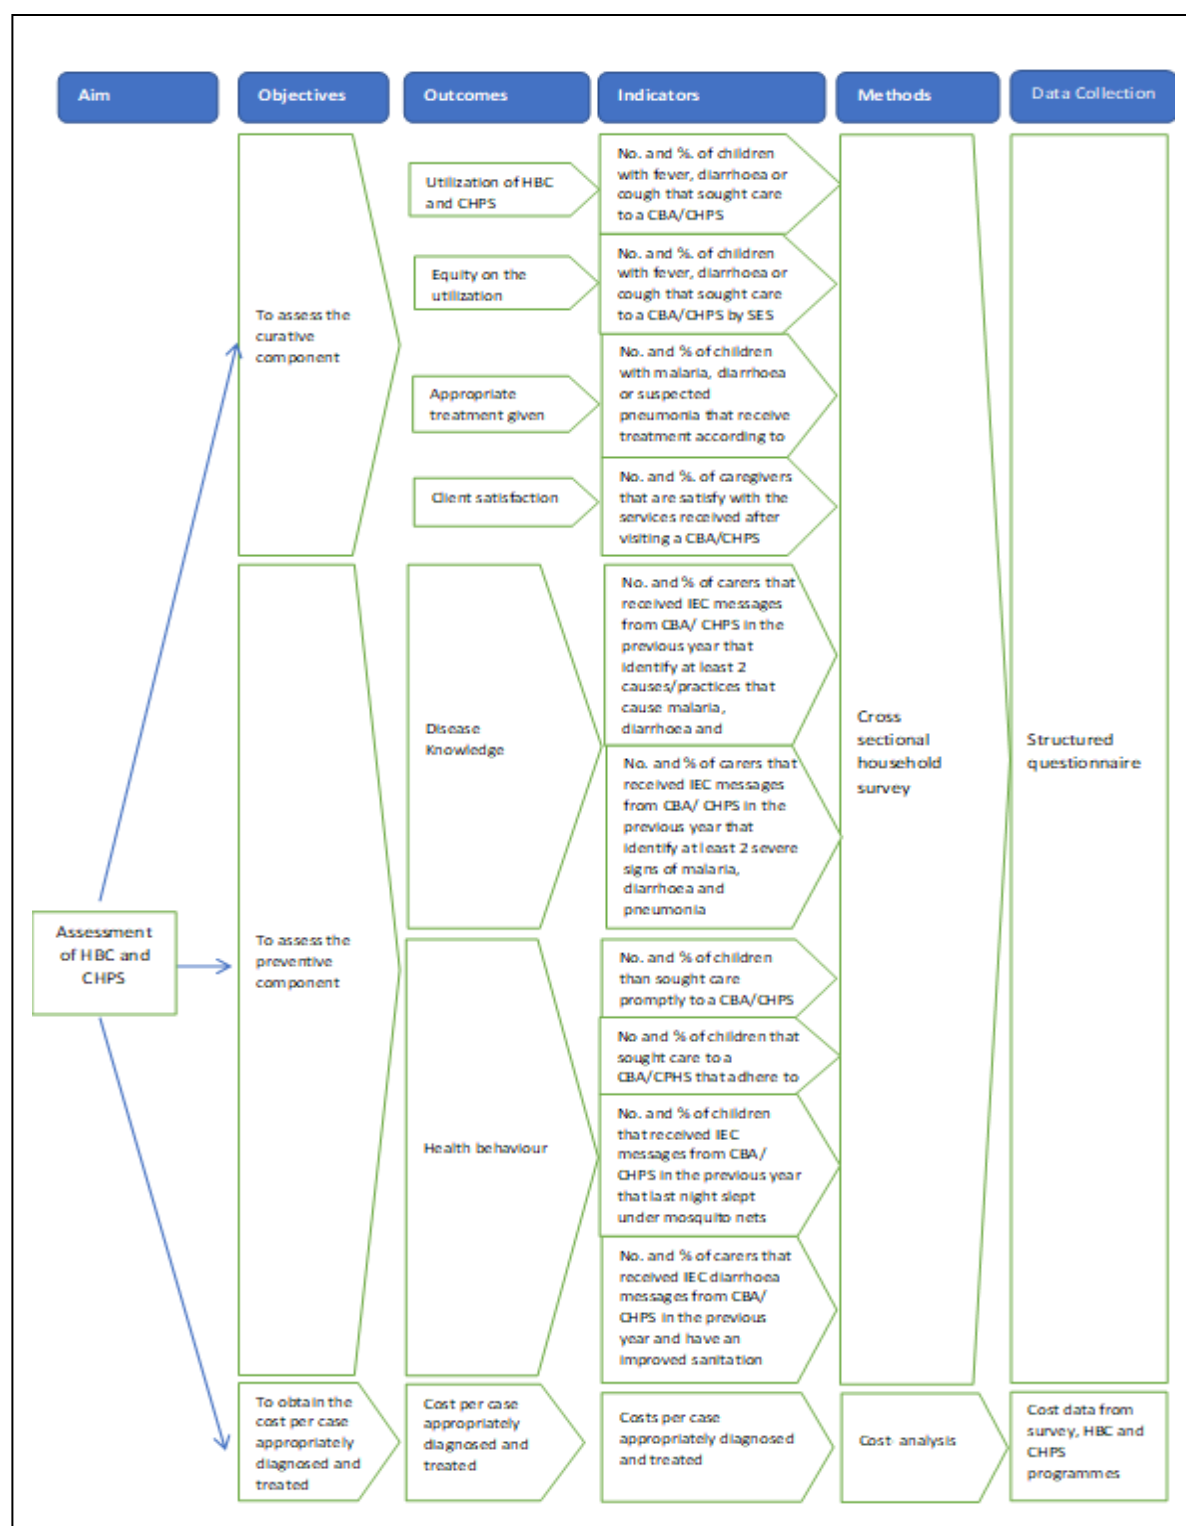 Aim
Objectives
Outcomes
Indicators
Methods
Data Collection
Assessment
of HBC and
CHPS
To assess the
curative
component
Utilization of HBC
and CHPS
No. and %. of children
with fever, diarrhoea or
cough that sought care
to a CBA/CHPS
Equity on the
utilization
No. and %. of children
with fever, diarrhoea or
cough that sought care
to a CBA/CHPS by SES
Appropriate
treatment given
No. and % of children
with malaria, diarrhoea
or suspected
pneumonia that receive
treatment according to
Client satisfaction
No. and %. of caregivers
that are satisfy with the
services received after
visiting a CBA/CHPS
To assess the
preventive
component
Disease
Knowledge
No. and % of carers that
received IEC messages
from CBA/ CHPS in the
previous year that
identify at least 2
causes/practices that
cause malaria,
diarrhoea and
No. and % of carers that
received IEC messages
from CBA/ CHPS in the
previous year that
identify at least 2 severe
signs of malaria,
diarrhoea and
pneumonia
Health behaviour
No. and % of children
than sought care
promptly to a CBA/CHPS
No and % of children that
sought care to a
CBA/CPHS that adhere to
No. and % of children
that received IEC
messages from CBA/
CHPS in the previous year
that last night slept
under mosquito nets
No. and % of carers that
received IEC diarrhoea
messages from CBA/
CHPS in the previous
year and have an
improved sanitation
Cross
sectional
household
survey
Structured
questionnaire
To obtain the
cost per case
appropriately
diagnosed and
treated
Cost per case
appropriately
diagnosed and
treated
Costs per case
appropriately diagnosed
and treated
Cost- analysis
Cost data from
survey, HBC and
CHPS
programmes